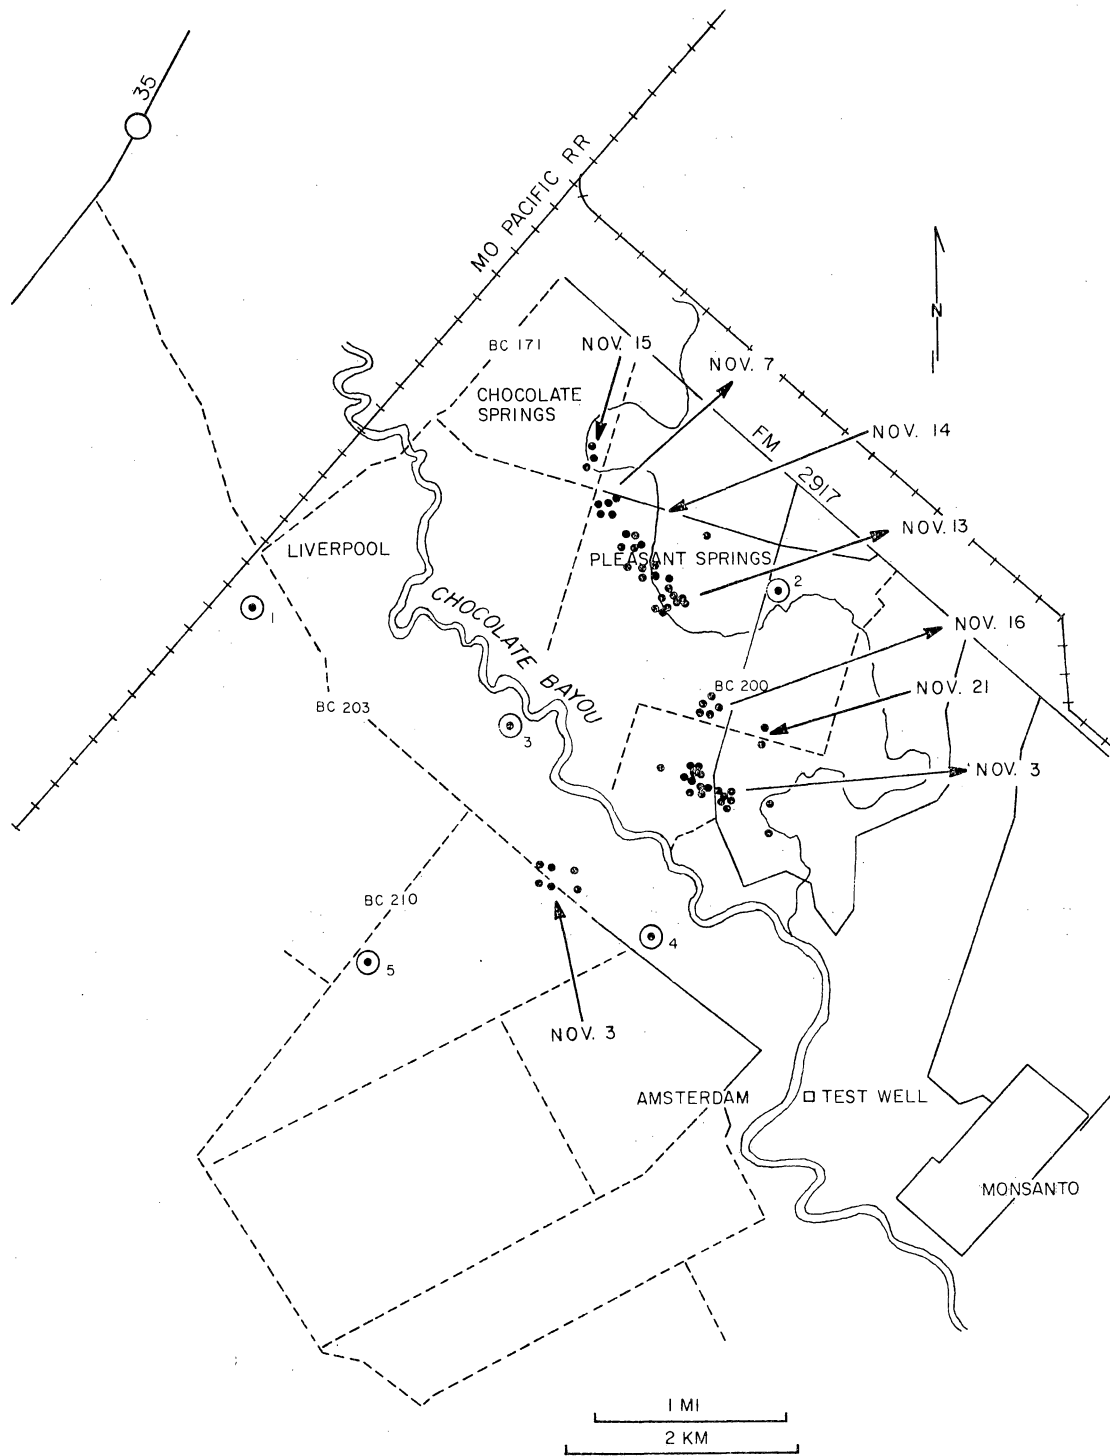 35
MO PACIFIC RR
N
BC 171
NOV. 15
NOV. 7
CHOCOLATE
SPRINGS
NOV. 14
FM 2917
NOV. 13
LIVERPOOL
PLEASANT SPRINGS
2
1
CHOCOLATE BAYOU
NOV. 16
BC 200
NOV. 21
BC 203
3
NOV. 3
BC 210
4
5
NOV. 3
AMSTERDAM
TEST WELL
MONSANTO
1 MI
2 KM